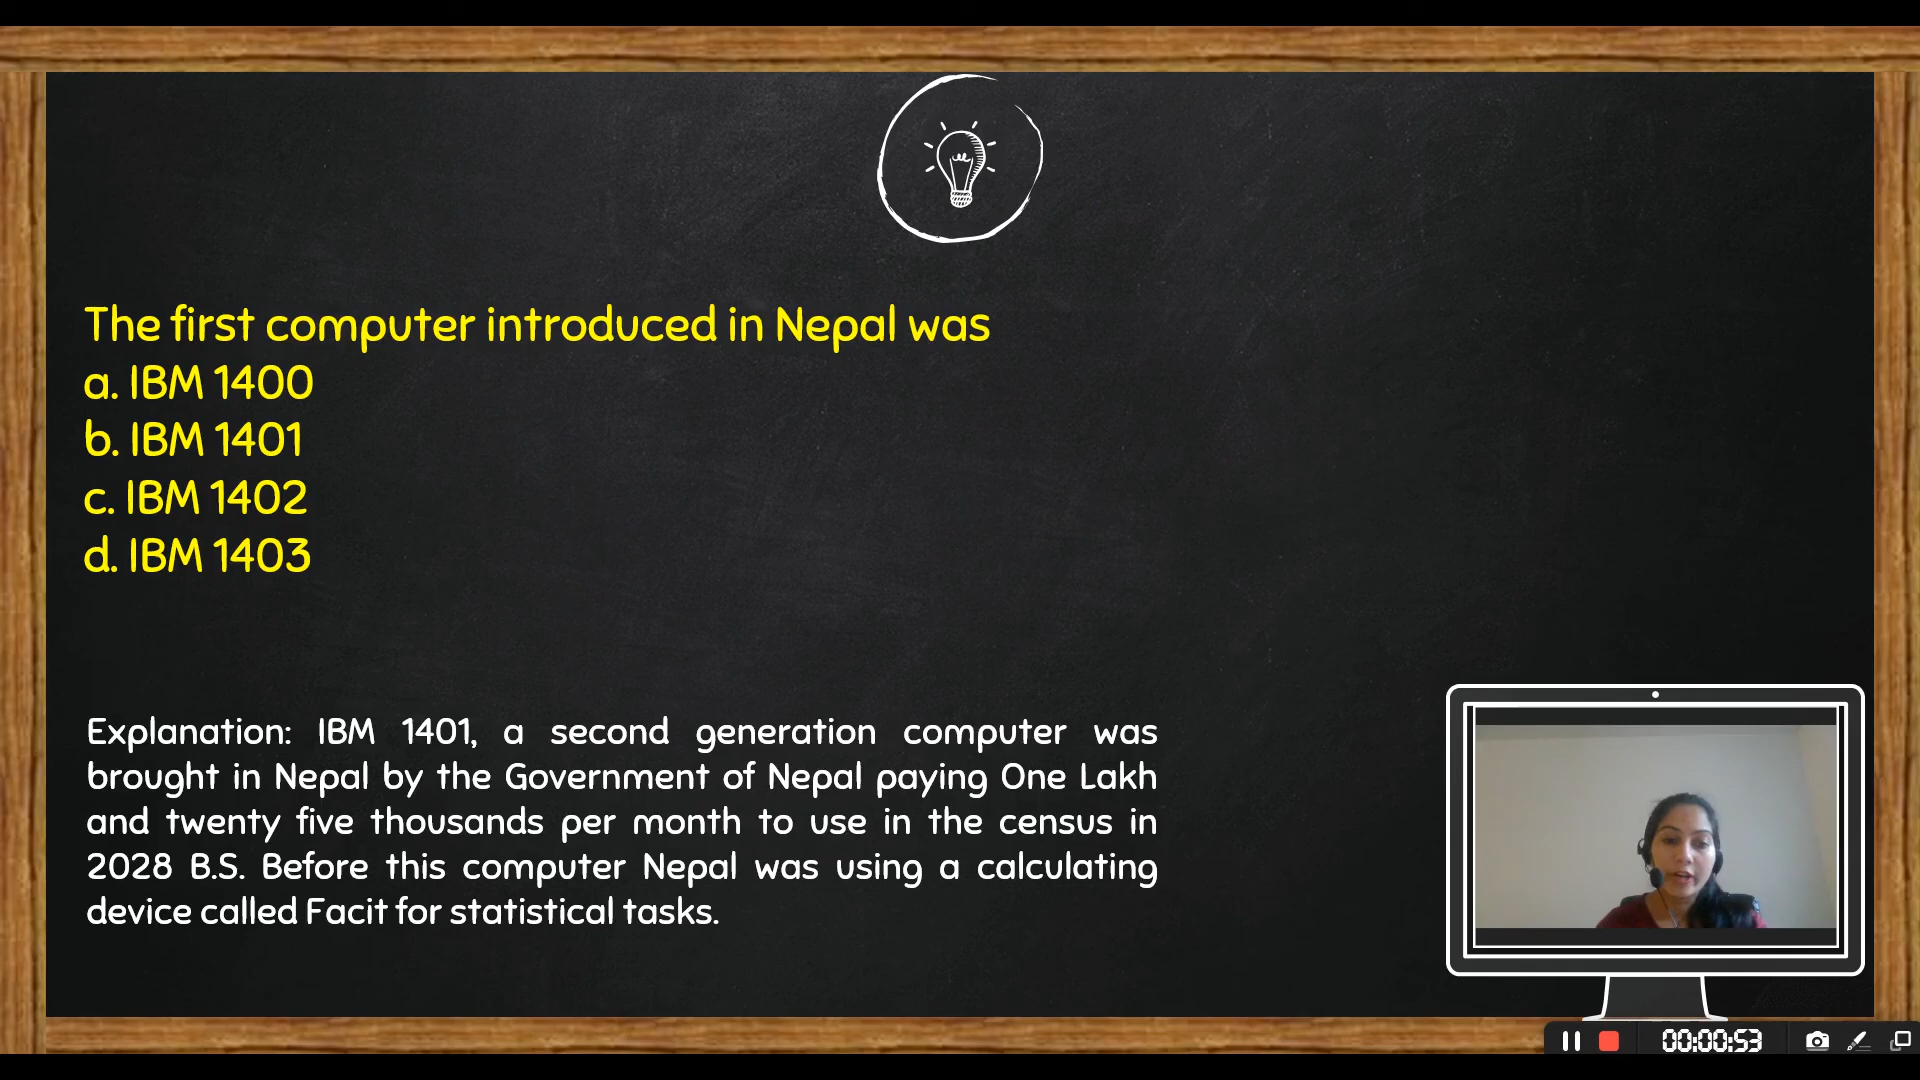 The first computer introduced in Nepal was
a. IBM 1400
b. IBM 1401
c. IBM 1402
d. IBM 1403
Explanation: IBM 1401, a second generation computer was
brought in Nepal by the Government of Nepal paying One Lakh
and twenty five thousands per month to use in the census in
2028 B.S. Before this computer Nepal was using a calculating
device called Facit for statistical tasks.
00:00:53